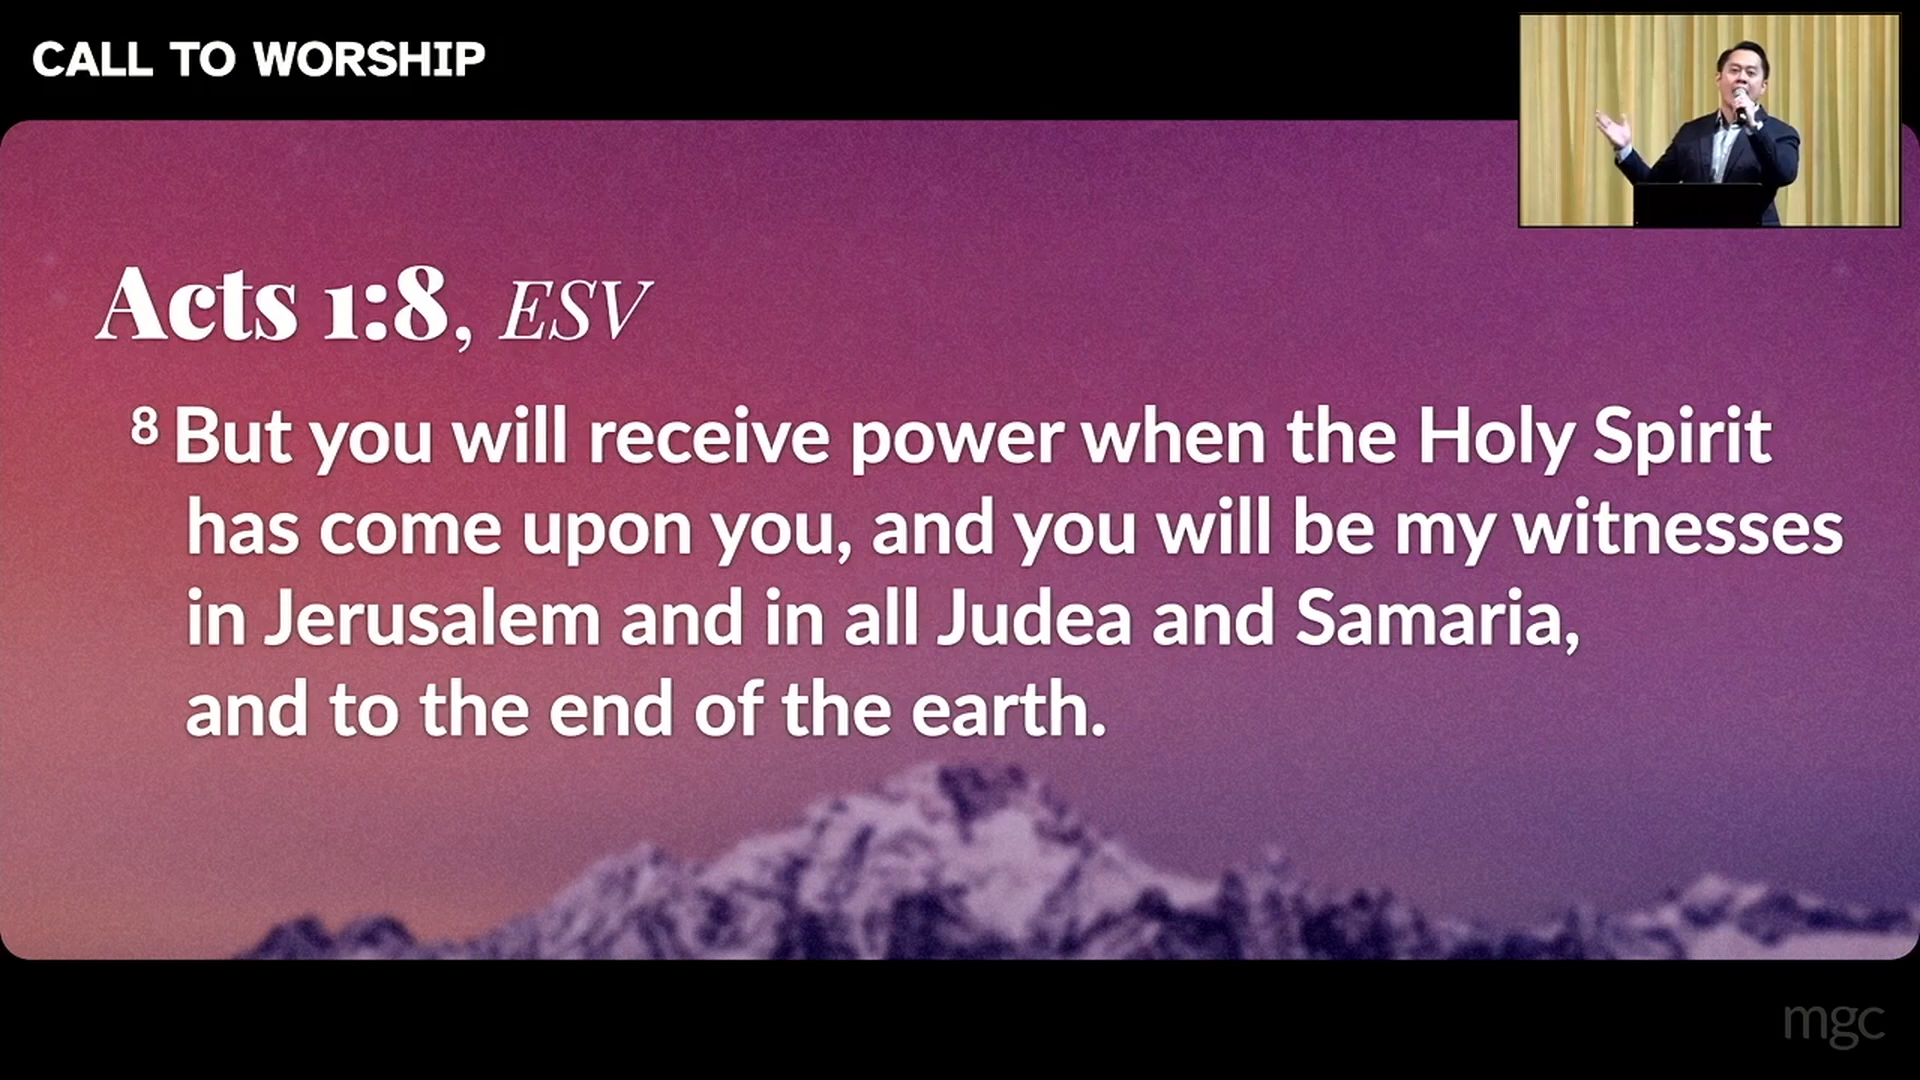 CALL TO WORSHIP
Acts 1:8, ESV
8 But you will receive power when the Holy Spirit
has come upon you, and you will be my witnesses
in Jerusalem and in all Judea and Samaria,
and to the end of the earth.
mgc